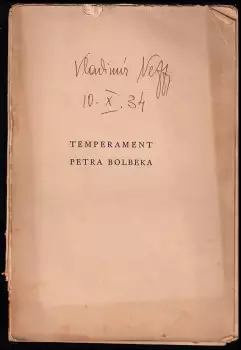 Vladimír Neff
10. X. 34
TEMPERAMENT
PETRA BOLBEKA